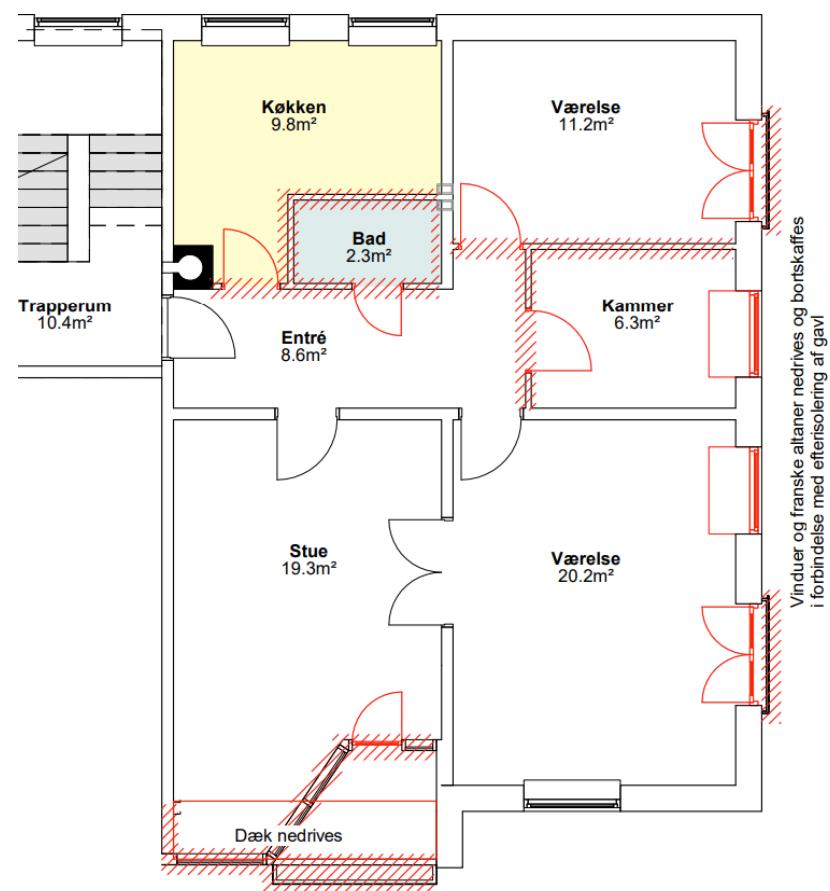 Køkken
9.8m²
Værelse
11.2m²
Bad
2.3m²
Trapperum
10.4m²
Entré
8.6m²
Kammer
6.3m²
Stue
19.3m²
Værelse
20.2m²
Dæk nedrives
Vinduer og franske altaner nedrives og bortskaffes
i forbindelse med efterisolering af gavl